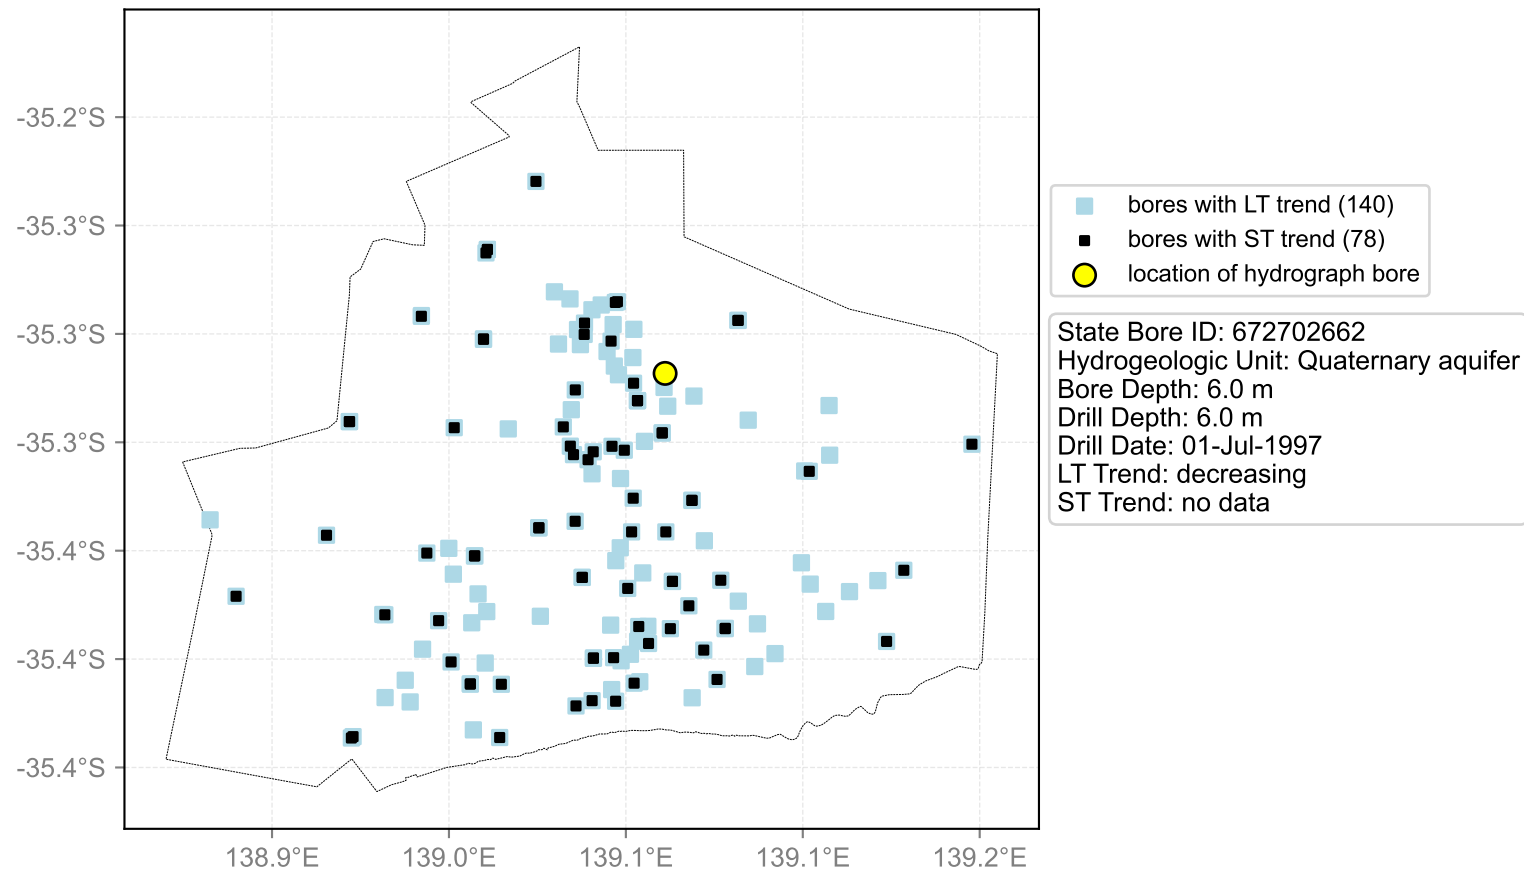 -35.2°S
-35.3°S
-35.3°S
-35.3°S
-35.4°S
-35.4°S
-35.4°S
138.9°E
139.0°E
139.1°E
139.1°E
139.2°E
bores with LT trend (140)
bores with ST trend (78)
location of hydrograph bore
State Bore ID: 672702662
Hydrogeologic Unit: Quaternary aquifer
Bore Depth: 6.0 m
Drill Depth: 6.0 m
Drill Date: 01-Jul-1997
LT Trend: decreasing
ST Trend: no data